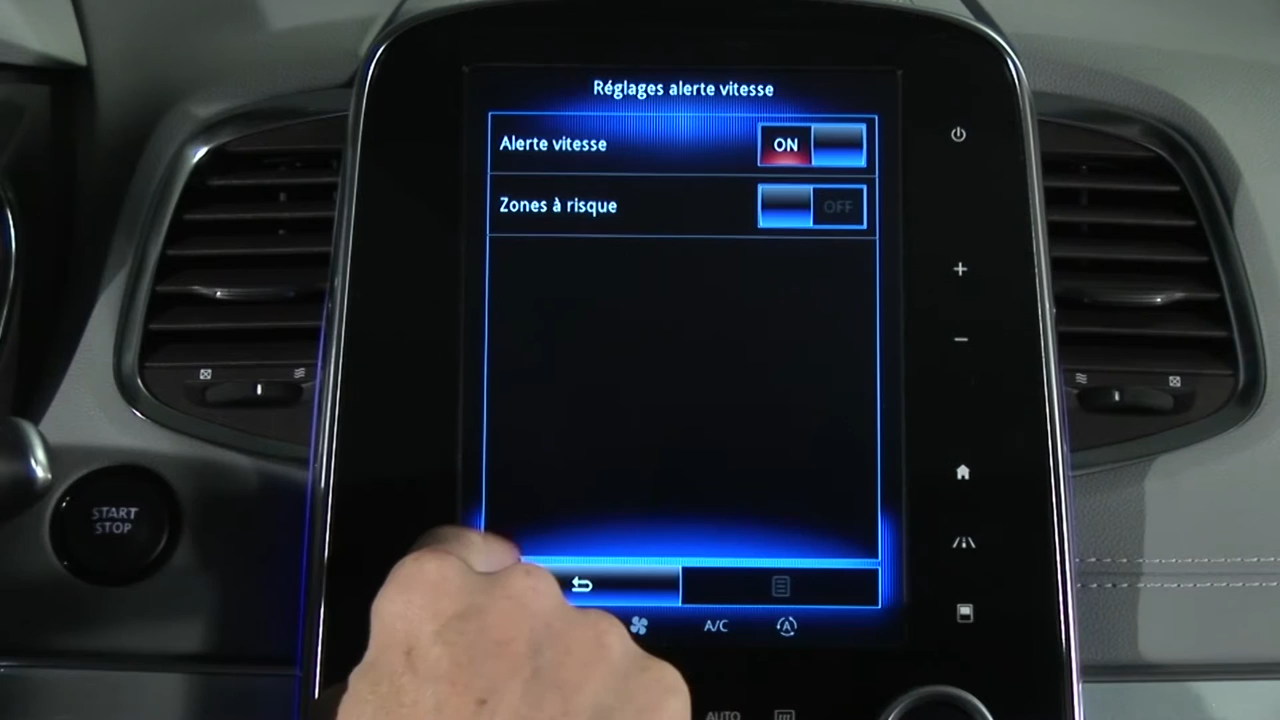 Réglages alerte vitesse
Alerte vitesse ON
Zones à risque OFF
START
STOP
A/C
A
AUTO